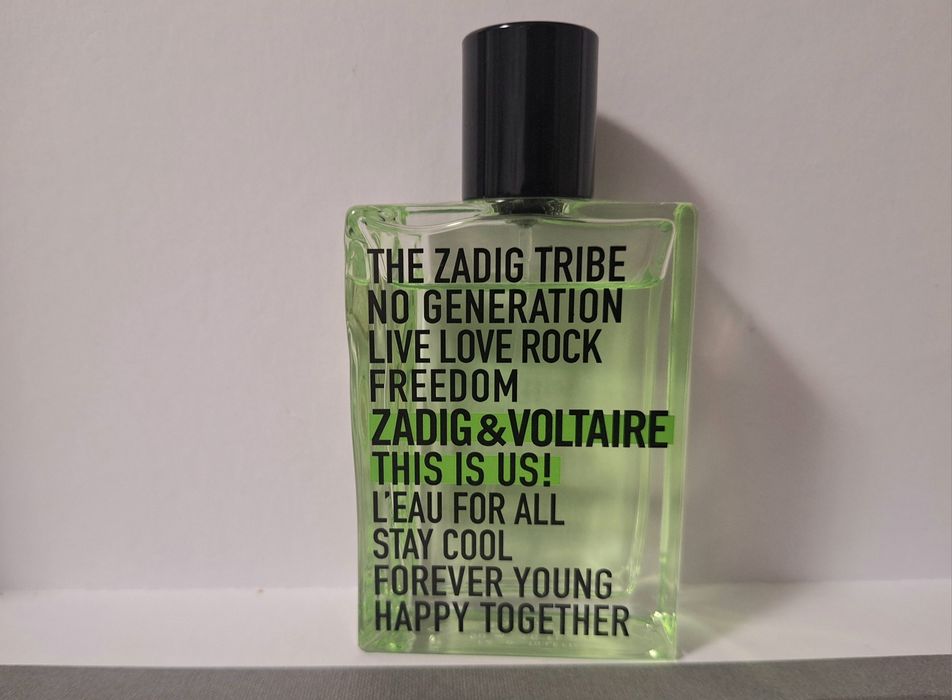 THE ZADIG TRIBE
NO GENERATION
LIVE LOVE ROCK
FREEDOM
ZADIG&VOLTAIRE
THIS IS US!
L'EAU FOR ALL
STAY COOL
FOREVER YOUNG
HAPPY TOGETHER